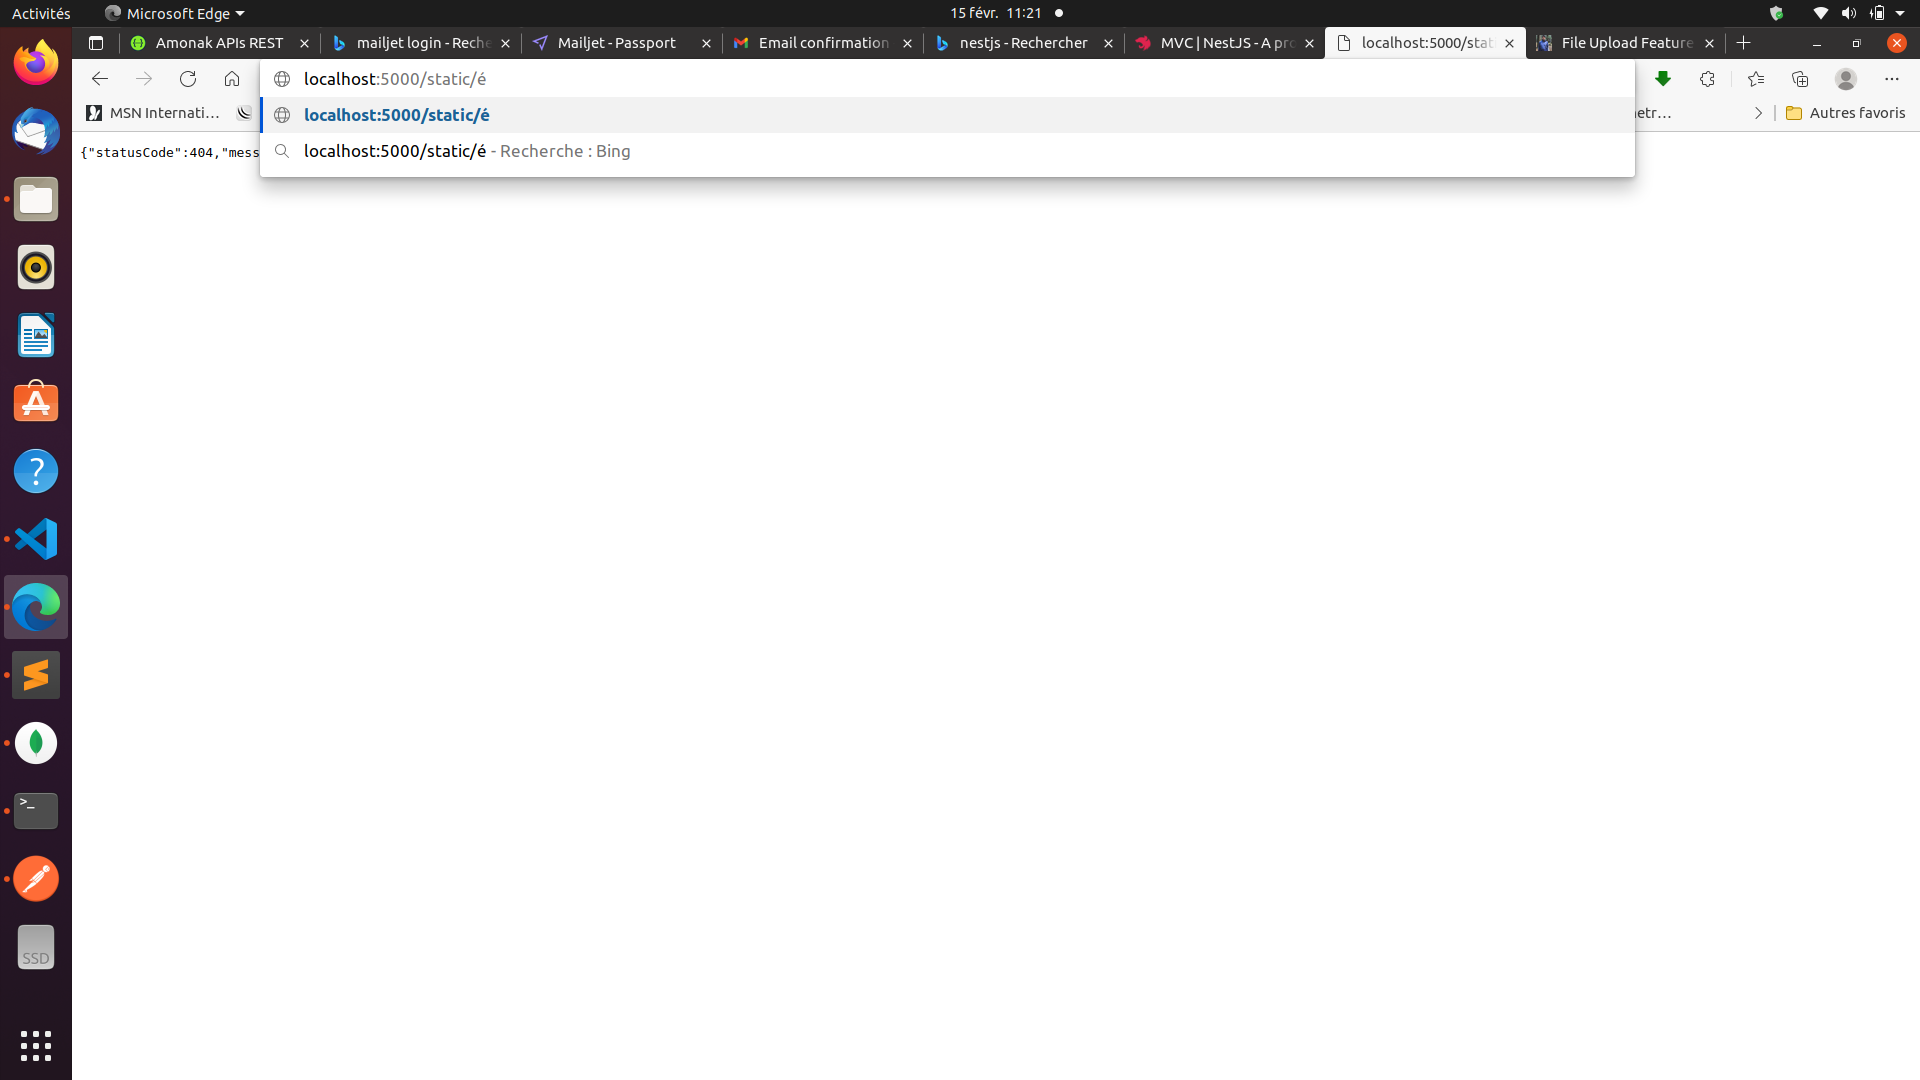 Activités
Microsoft Edge
15 févr. 11:21
Amonak APIs REST
mailjet login - Reche
Mailjet - Passport
Email confirmation
nestjs - Rechercher
MVC | NestJS - A pro
localhost:5000/stat
File Upload Feature
localhost:5000/static/é
MSN Internati...
localhost:5000/static/é
etr...
Autres favoris
{"statusCode":404,"mess
localhost:5000/static/é - Recherche : Bing
>_
SSD